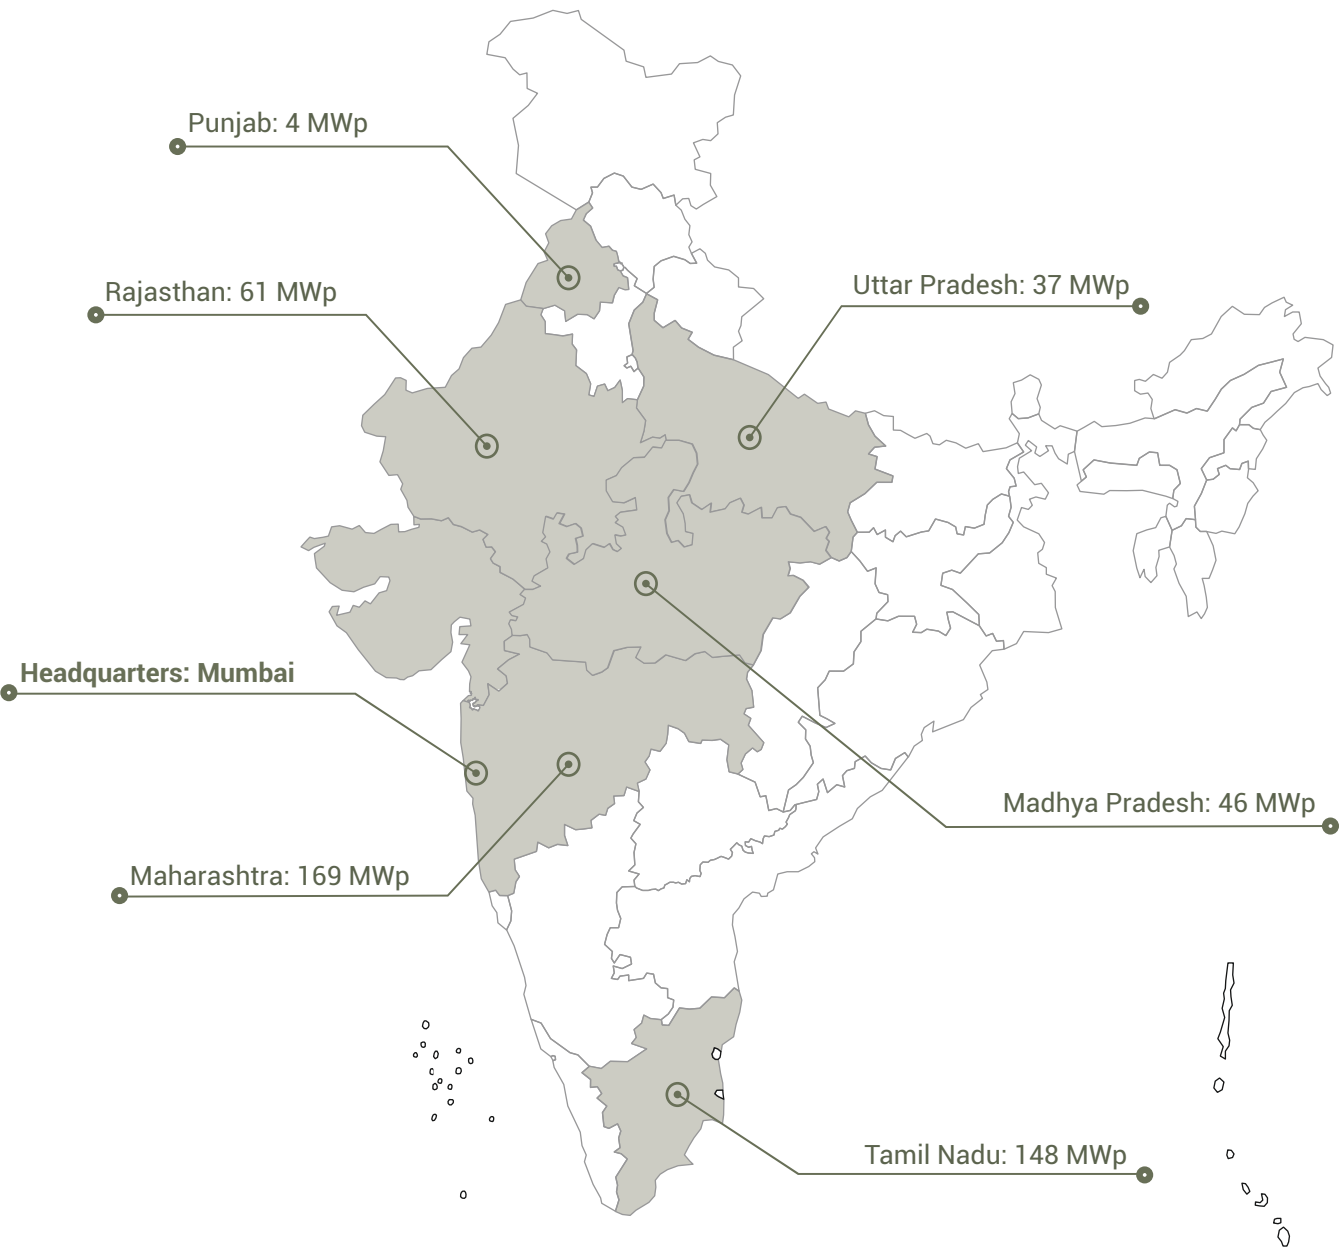 Punjab: 4 MWp
Rajasthan: 61 MWp
Uttar Pradesh: 37 MWp
Headquarters: Mumbai
Madhya Pradesh: 46 MWp
Maharashtra: 169 MWp
Tamil Nadu: 148 MWp